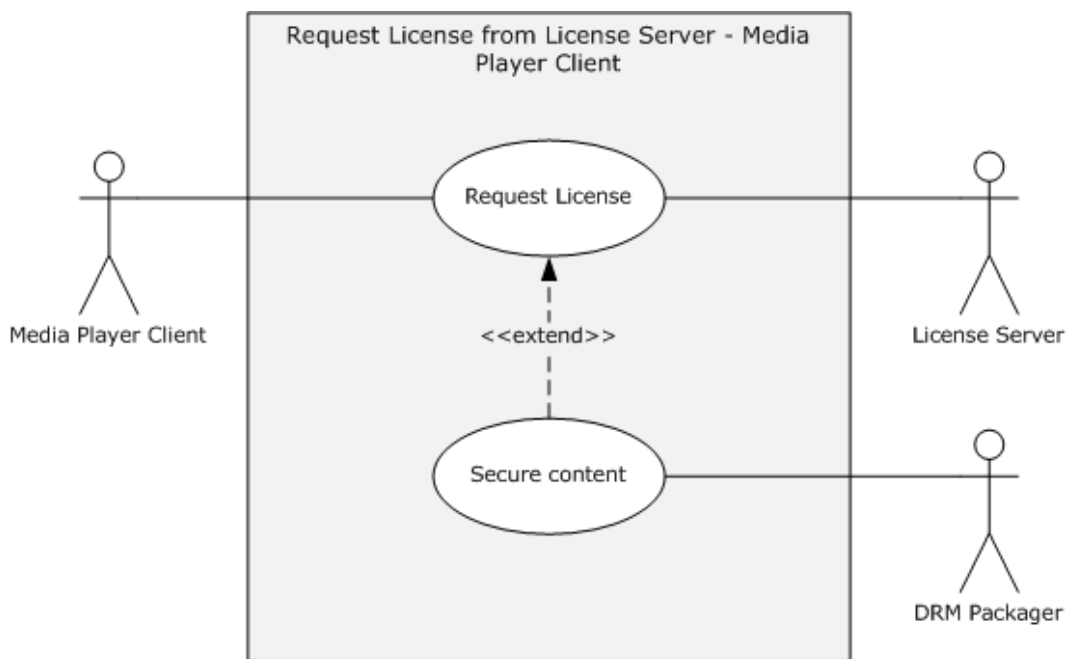 Request License from License Server - Media
Player Client
Request License
Media Player Client
<<extend>>
License Server
Secure content
DRM Packager